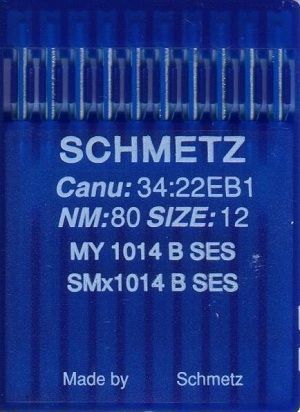 SCHMETZ
Canu: 34:22EB1
NM:80 SIZE:12
MY 1014 B SES
SMx1014 B SES
Made by Schmetz